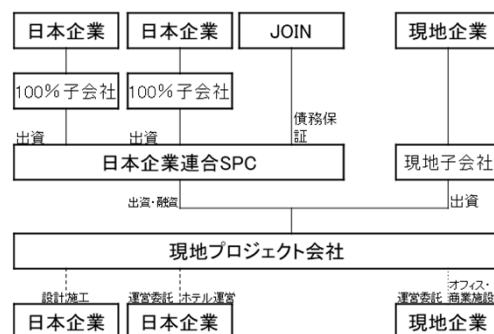 日本企業 日本企業 JOIN 現地企業
100%子会社 100%子会社
債務保
証
出資 出資
日本企業連合SPC 現地子会社
出資・融資 出資
現地プロジェクト会社
オフィス・
設計施工 運営委託 ホテル運営 運営委託 商業施設
日本企業 日本企業 現地企業